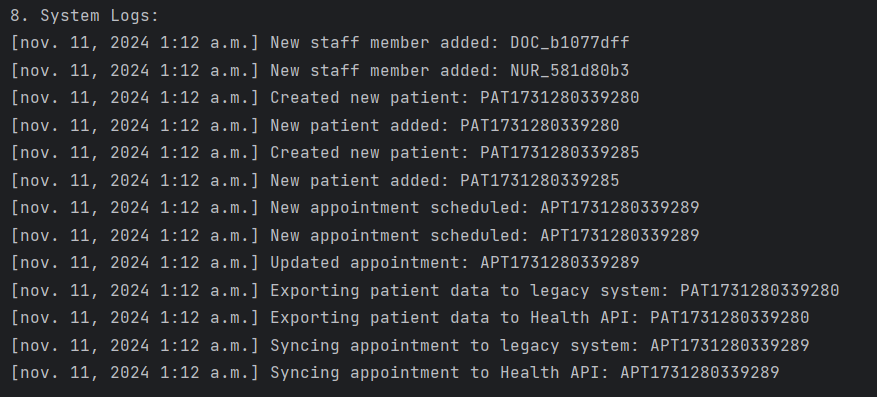 8. System Logs:
[nov. 11, 2024 1:12 a.m.] New staff member added: DOC_b1077dff
[nov. 11, 2024 1:12 a.m.] New staff member added: NUR_581d80b3
[nov. 11, 2024 1:12 a.m.] Created new patient: PAT1731280339280
[nov. 11, 2024 1:12 a.m.] New patient added: PAT1731280339280
[nov. 11, 2024 1:12 a.m.] Created new patient: PAT1731280339285
[nov. 11, 2024 1:12 a.m.] New patient added: PAT1731280339285
[nov. 11, 2024 1:12 a.m.] New appointment scheduled: APT1731280339289
[nov. 11, 2024 1:12 a.m.] New appointment scheduled: APT1731280339289
[nov. 11, 2024 1:12 a.m.] Updated appointment: APT1731280339289
[nov. 11, 2024 1:12 a.m.] Exporting patient data to legacy system: PAT1731280339280
[nov. 11, 2024 1:12 a.m.] Exporting patient data to Health API: PAT1731280339280
[nov. 11, 2024 1:12 a.m.] Syncing appointment to legacy system: APT1731280339289
[nov. 11, 2024 1:12 a.m.] Syncing appointment to Health API: APT1731280339289